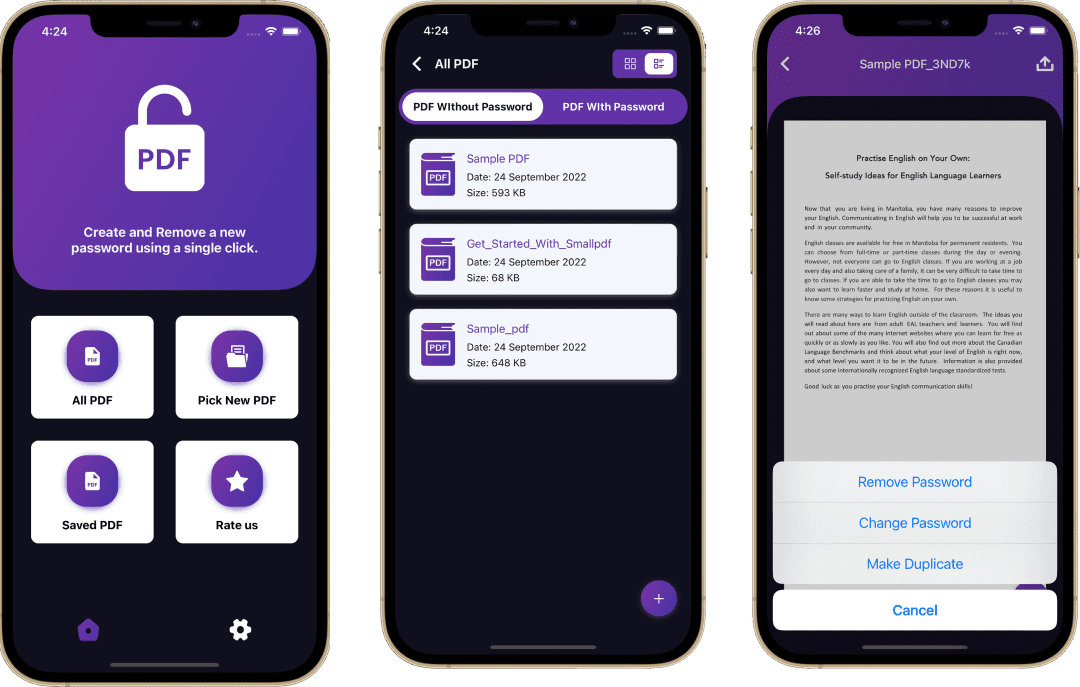 4:24
PDF
Create and Remove a new
password using a single click.
PDF
All PDF
Pick New PDF
PDF
Saved PDF
Rate us
4:24
All PDF
PDF WIthout Password
PDF WIth Password
PDF
Sample PDF
Date: 24 September 2022
Size: 593 KB
PDF
Get_Started_With_Smallpdf
Date: 24 September 2022
Size: 68 KB
PDF
Sample_pdf
Date: 24 September 2022
Size: 648 KB
+
4:26
Sample PDF_3ND7k
Practise English on Your Own:
Self-study Ideas for English Language Learners
Now that you are living in Manitoba, you have many reasons to improve
your English. Communicating in English will help you to be successful at work
and in your community.
English classes are available for free in Manitoba for permanent residents. You
can choose from full-time or part-time classes during the day or evening.
However, not everyone can go to English classes. If you are working at a job
every day and also taking care of a family, it can be very difficult to take time to
go to classes. If you are able to take the time to go to English classes you may
also want to learn faster and study at home. For these reasons it is useful to
know some strategies for practicing English on your own.
There are many ways to learn English outside of the classroom. The ideas you
will read about here are from adult EAL teachers and learners. You will find
out about some of the many internet websites where you can learn for free as
quickly or as slowly as you like. You will also find out more about the Canadian
Language Benchmarks and think about what your level of English is right now,
and what level you want it to be in the future. Information is also provided
about some internationally recognized English language standardized tests.
Good luck as you practise your English communication skills!
Remove Password
Change Password
Make Duplicate
Cancel